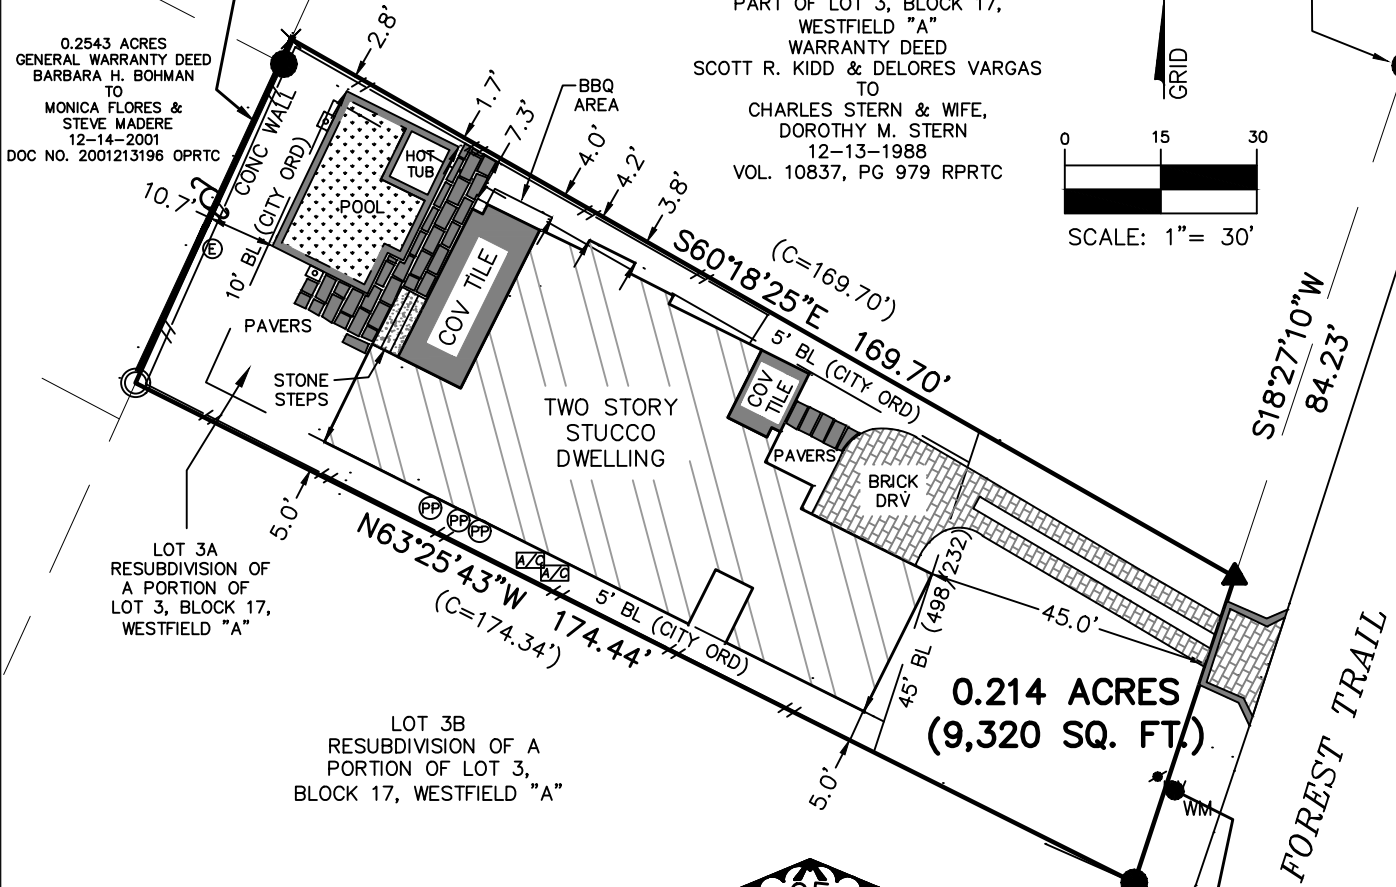 0.2543 ACRES
GENERAL WARRANTY DEED
BARBARA H. BOHMAN
TO
MONICA FLORES &
STEVE MADERE
12-14-2001
DOC NO. 2001213196 OPRTC
PART OF LOT 3, BLOCK 17,
WESTFIELD "A"
WARRANTY DEED
SCOTT R. KIDD & DELORES VARGAS
TO
CHARLES STERN & WIFE,
DOROTHY M. STERN
12-13-1988
VOL. 10837, PG 979 RPRTC
GRID
0 15 30
SCALE: 1"= 30'
2.8'
1.7'
7.3'
BBQ
AREA
4.0'
4.2'
3.8'
CONC WALL
10' BL (CITY ORD)
10.7'
E
HOT
TUB
POOL
COV TILE
PAVERS
STONE
STEPS
S60°18'25"E 169.70'
(C=169.70')
5' BL (CITY ORD)
S18°27'10"W
84.23'
TWO STORY
STUCCO
DWELLING
COV
TILE
PAVERS
BRICK
DRV
5.0'
PP
PP
PP
A/C
A/C
N63°25'43"W 174.44'
(C=174.34')
5' BL (CITY ORD)
45' BL (498/232)
45.0'
LOT 3A
RESUBDIVISION OF
A PORTION OF
LOT 3, BLOCK 17,
WESTFIELD "A"
0.214 ACRES
(9,320 SQ. FT.)
LOT 3B
RESUBDIVISION OF A
PORTION OF LOT 3,
BLOCK 17, WESTFIELD "A"
5.0'
WM
FOREST TRAIL